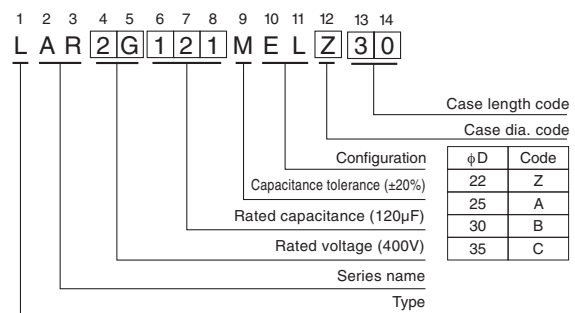 1 2 3 4 5 6 7 8 9 10 11 12 13 14
L A R 2 G 1 2 1 M E L Z 3 0
Case length code
Case dia. code
Configuration
Capacitance tolerance (±20%)
Rated capacitance (120µF)
Rated voltage (400V)
Series name
Type
φD Code
22 Z
25 A
30 B
35 C